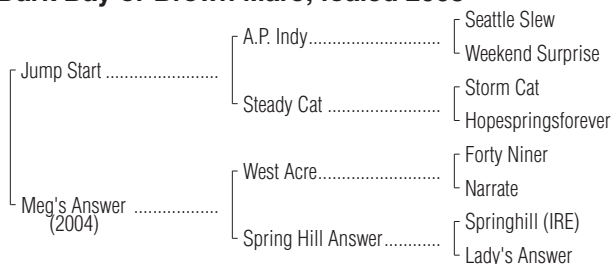 Dark Bay or Brown Mare; foaled
Seattle Slew
A.P. Indy
Weekend Surprise
Jump Start
Storm Cat
Steady Cat
Hopespringsforever
Forty Niner
West Acre
Narrate
Meg's Answer
(2004)
Springhill (IRE)
Spring Hill Answer
Lady's Answer